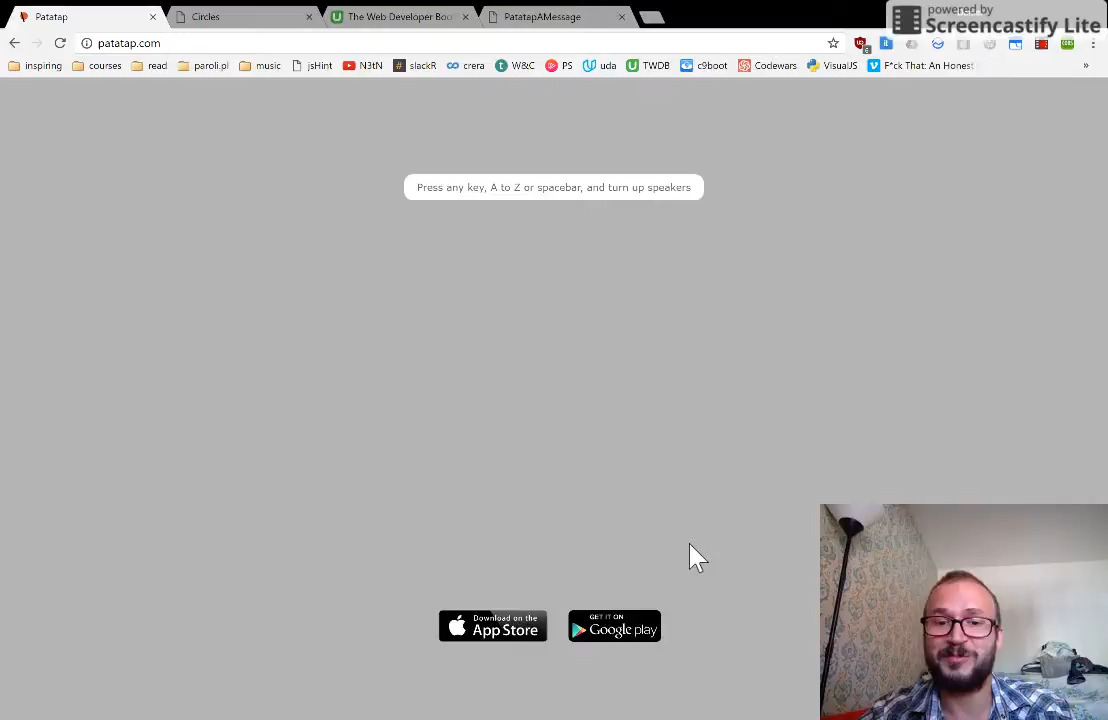 Patatap
Circles
The Web Developer Boo
PatatapAMessage
powered by
Screencastify Lite
patatap.com
inspiring
courses
read
paroli.pl
music
jsHint
N3tN
slackR
crera
W&C
PS
uda
TWDB
c9boot
Codewars
VisualJS
F*ck That: An Honest
»
Press any key, A to Z or spacebar, and turn up speakers
Download on the
App Store
GET IT ON
Google play